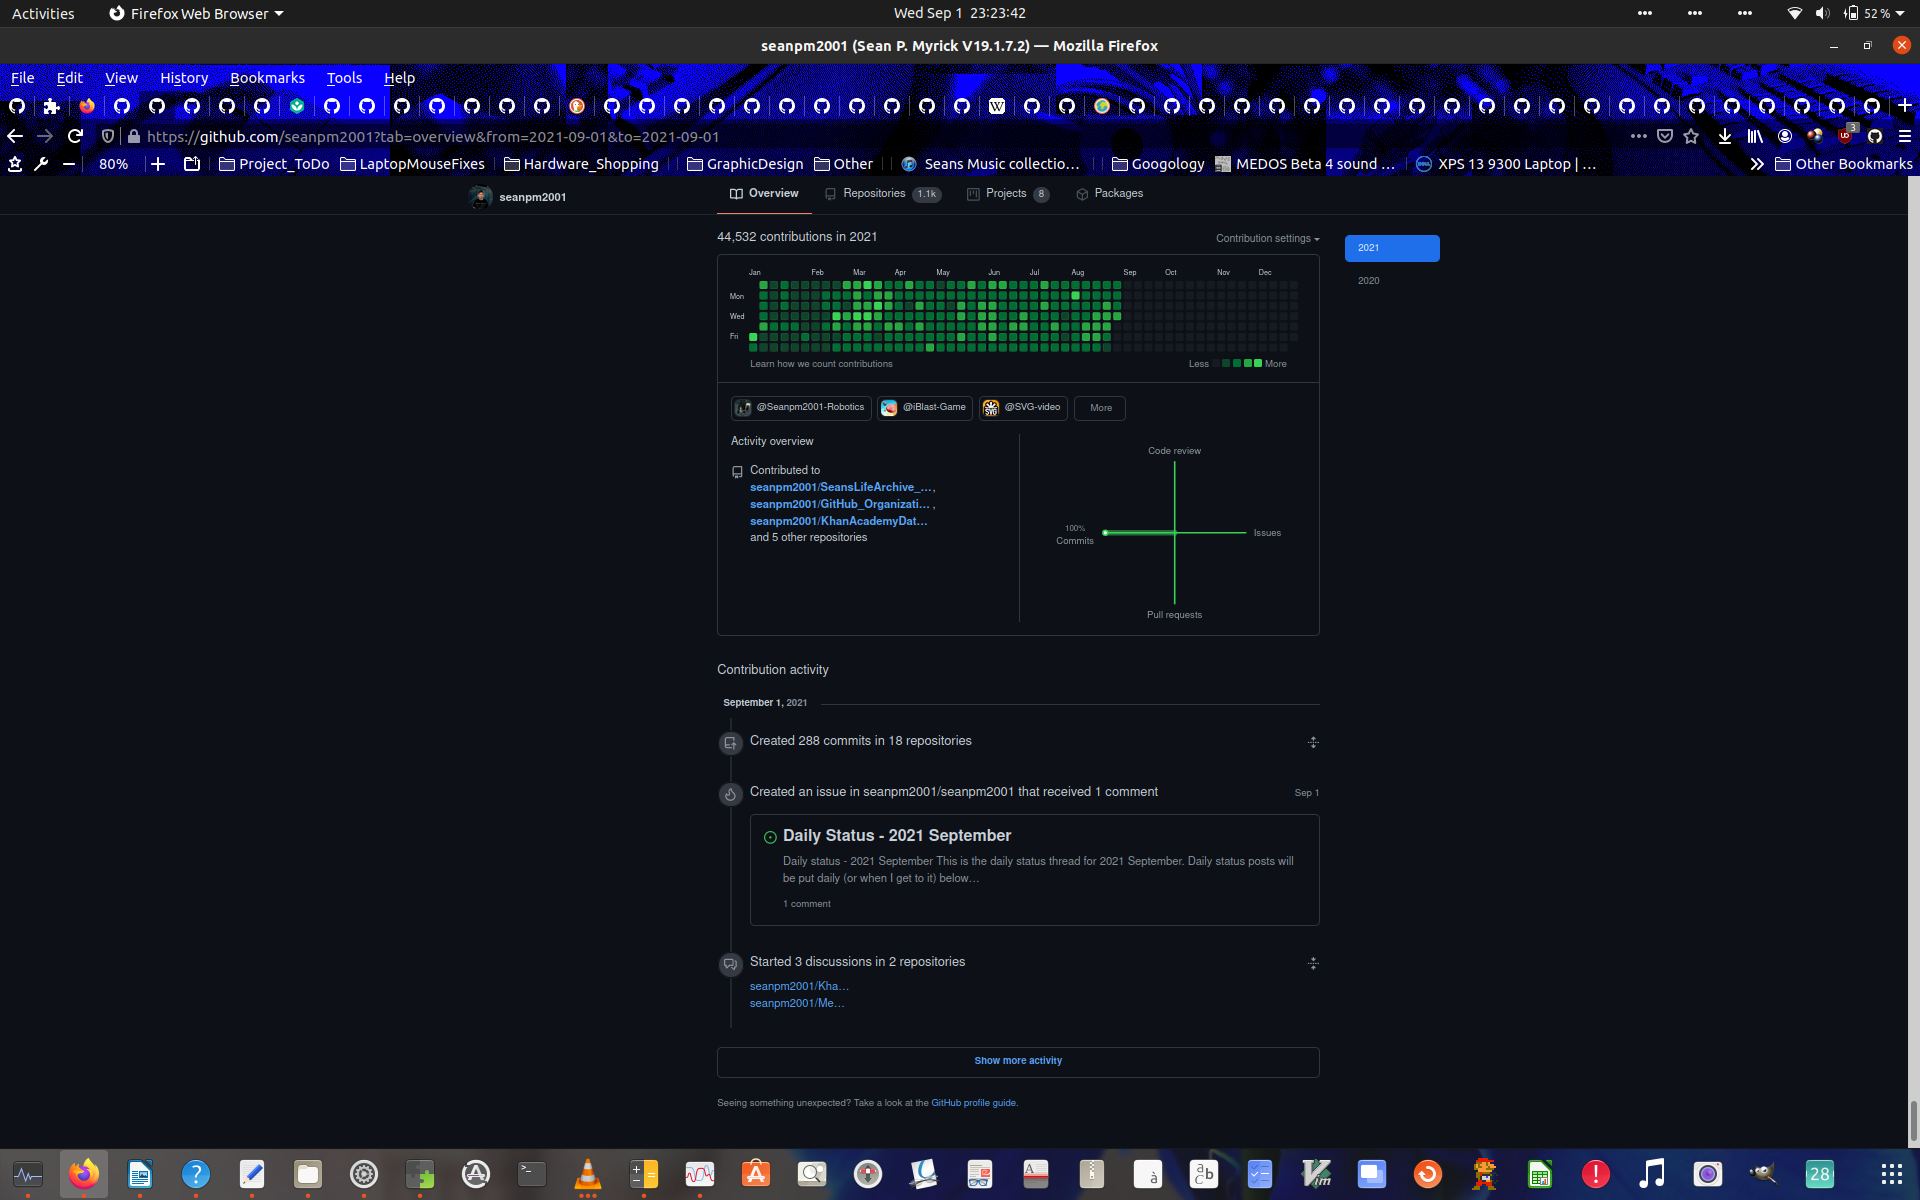 Activities
Firefox Web Browser
Wed Sep 1 23:23:42
52 %
seanpm2001 (Sean P. Myrick V19.1.7.2) — Mozilla Firefox
File Edit View History Bookmarks Tools Help
https://github.com/seanpm2001?tab=overview&from=2021-09-01&to=2021-09-01
3
80%
Project_ToDo
LaptopMouseFixes
Hardware_Shopping
GraphicDesign
Other
Seans Music collectio…
Googology
MEDOS Beta 4 sound …
XPS 13 9300 Laptop | …
Other Bookmarks
seanpm2001
Overview
Repositories 1.1k
Projects 8
Packages
44,532 contributions in 2021
Contribution settings
2021
2020
Jan Feb Mar Apr May Jun Jul Aug Sep Oct Nov Dec
Mon
Wed
Fri
Learn how we count contributions
Less More
@Seanpm2001-Robotics
@iBlast-Game
SVG
@SVG-video
More
Activity overview
Contributed to
seanpm2001/SeansLifeArchive_…,
seanpm2001/GitHub_Organizati… ,
seanpm2001/KhanAcademyDat…
and 5 other repositories
Code review
100%
Commits
Issues
Pull requests
Contribution activity
September 1, 2021
Created 288 commits in 18 repositories
Created an issue in seanpm2001/seanpm2001 that received 1 comment
Sep 1
Daily Status - 2021 September
Daily status - 2021 September This is the daily status thread for 2021 September. Daily status posts will
be put daily (or when I get to it) below…
1 comment
Started 3 discussions in 2 repositories
seanpm2001/Kha…
seanpm2001/Me…
Show more activity
Seeing something unexpected? Take a look at the GitHub profile guide.
28